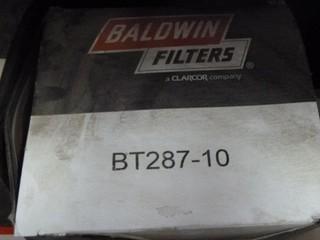 BALDWIN
FILTERS®
a CLARCOR company
BT287-10